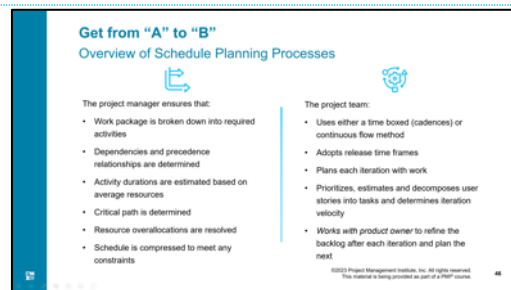 Get from “A” to “B”
Overview of Schedule Planning Processes
The project manager ensures that:
• Work package is broken down into required
activities
• Dependencies and precedence
relationships are determined
• Activity durations are estimated based on
average resources
• Critical path is determined
• Resource overallocations are resolved
• Schedule is compressed to meet any
constraints
The project team:
• Uses either a time boxed (cadences) or
continuous flow method
• Adopts release time frames
• Plans each iteration with work
• Prioritizes, estimates and decomposes user
stories into tasks and determines iteration
velocity
• Works with product owner to refine the
backlog after each iteration and plan the
next
©2023 Project Management Institute, Inc. All rights reserved.
This material is being provided as part of a PMP® course.
46